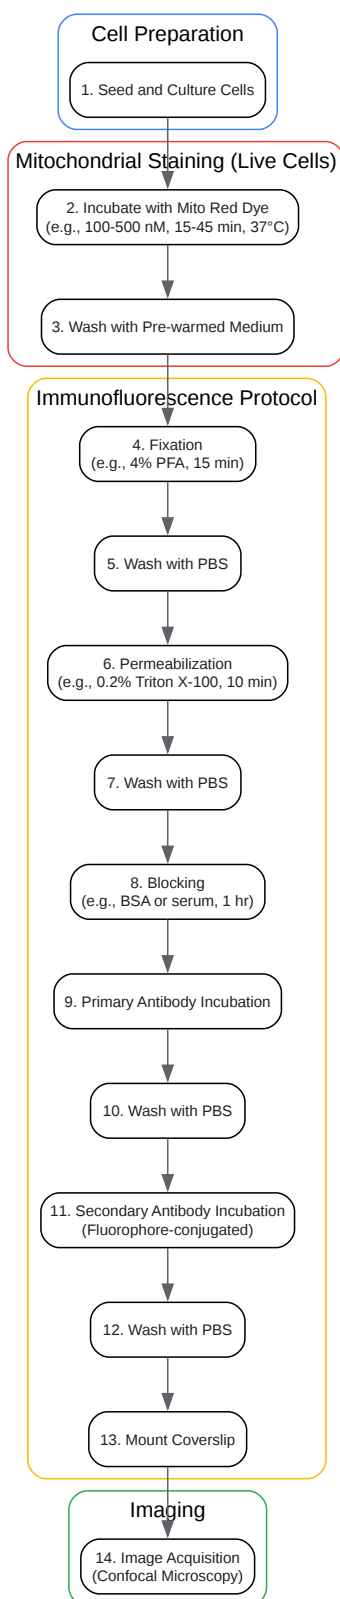 Cell Preparation
1. Seed and Culture Cells
Mitochondrial Staining (Live Cells)
2. Incubate with Mito Red Dye
(e.g., 100-500 nM, 15-45 min, 37°C)
3. Wash with Pre-warmed Medium
Immunofluorescence Protocol
4. Fixation
(e.g., 4% PFA, 15 min)
5. Wash with PBS
6. Permeabilization
(e.g., 0.2% Triton X-100, 10 min)
7. Wash with PBS
8. Blocking
(e.g., BSA or serum, 1 hr)
9. Primary Antibody Incubation
10. Wash with PBS
11. Secondary Antibody Incubation
(Fluorophore-conjugated)
12. Wash with PBS
13. Mount Coverslip
Imaging
14. Image Acquisition
(Confocal Microscopy)